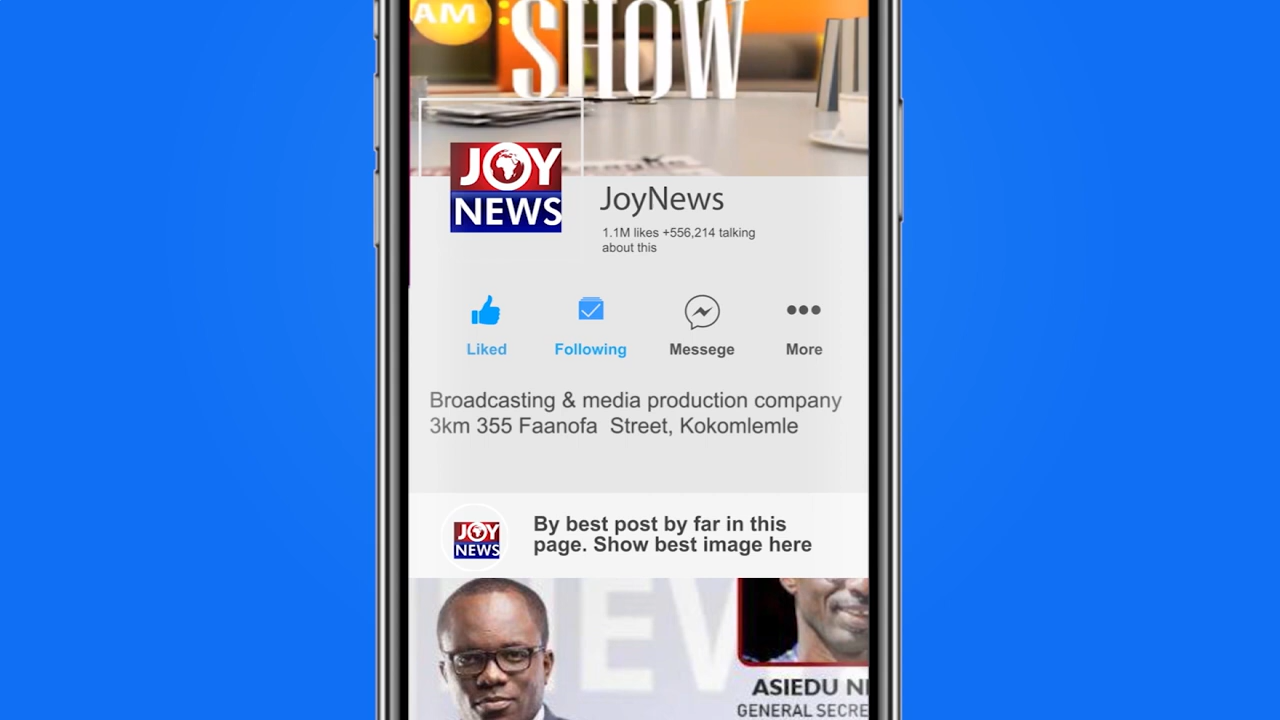 AM
SHOW
JOY
NEWS
JoyNews
1.1M likes +556,214 talking
about this
Liked
Following
Messege
More
Broadcasting & media production company
3km 355 Faanofa  Street, Kokomlemle
JOY
NEWS
By best post by far in this
page. Show best image here
NEW
ASIEDU N
GENERAL SECRE